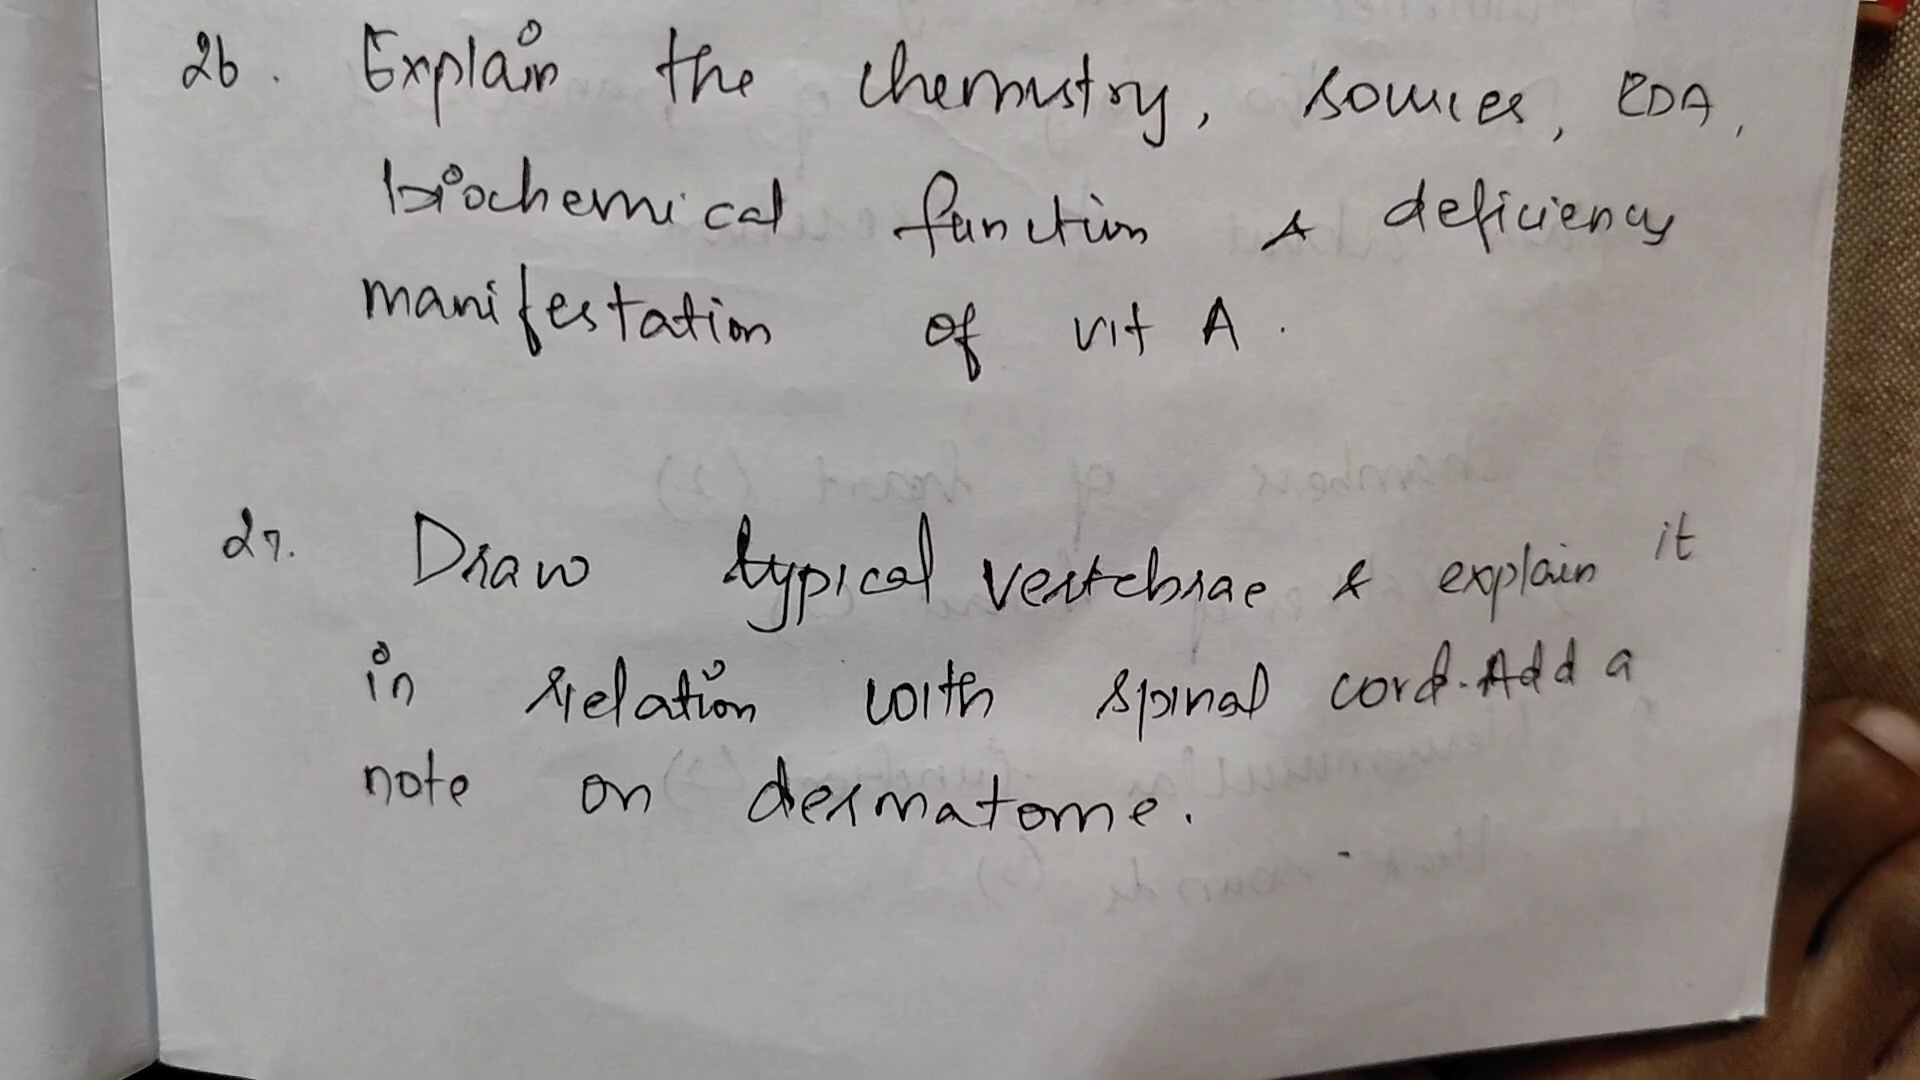 26. Explain the chemistry, sources, RDA,
biochemical function & deficiency
manifestation of vit A.
27. Draw typical vertebrae & explain it
in relation with spinal cord. Add a
note on dermatome.